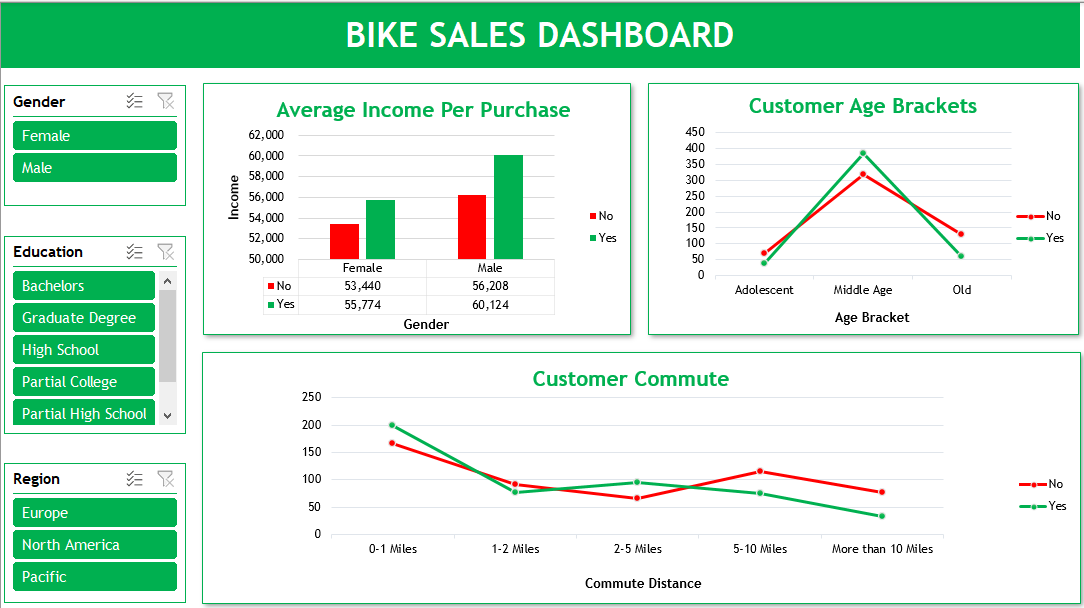 BIKE SALES DASHBOARD
Gender
Female
Male
Education
Bachelors
Graduate Degree
High School
Partial College
Partial High School
Region
Europe
North America
Pacific
Average Income Per Purchase
62,000
60,000
58,000
56,000
54,000
52,000
50,000
Income
Female Male
No 53,440 56,208
Yes 55,774 60,124
Gender
No
Yes
Customer Age Brackets
450
400
350
300
250
200
150
100
50
0
Adolescent Middle Age Old
Age Bracket
No
Yes
Customer Commute
250
200
150
100
50
0
0-1 Miles 1-2 Miles 2-5 Miles 5-10 Miles More than 10 Miles
Commute Distance
No
Yes